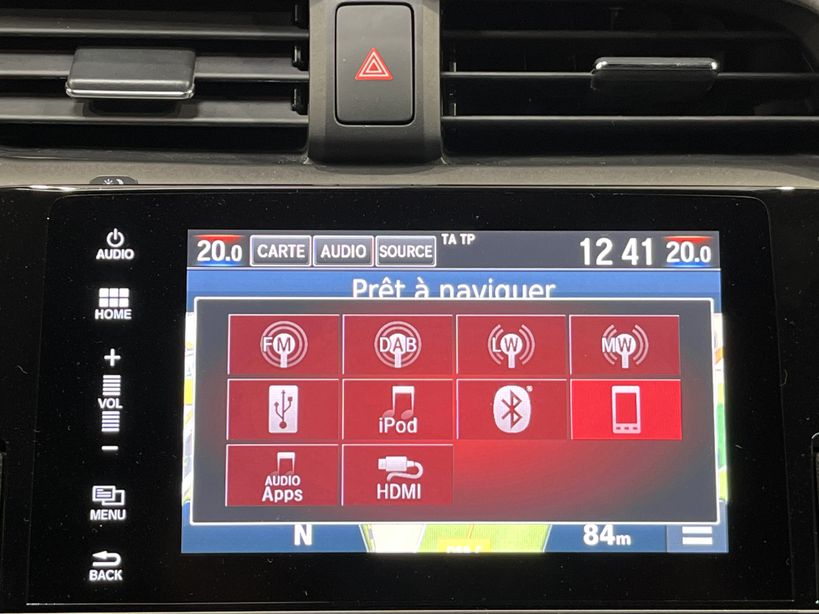 AUDIO
HOME
+
VOL
−
MENU
BACK
20.0 CARTE AUDIO SOURCE TA TP 12 41 20.0
Prêt à naviguer
FM DAB LW MW
iPod
AUDIO Apps HDMI
N 84m